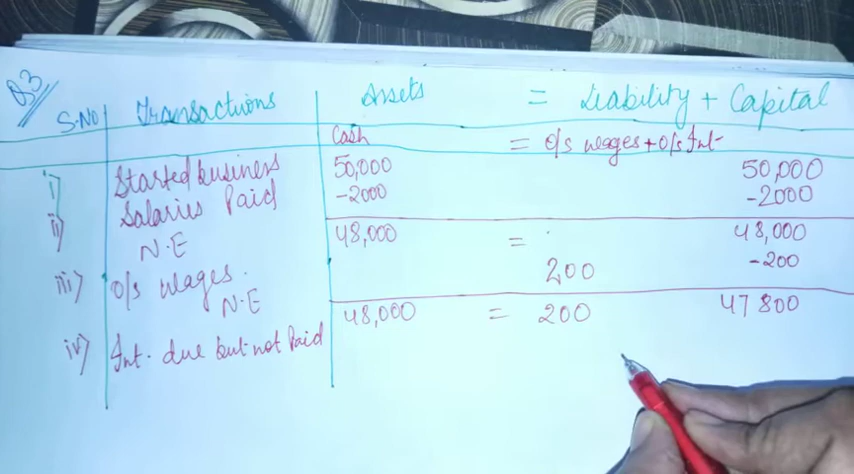 Q3
S.NO Transactions Assets = Liability + Capital
Cash = O/s wages + O/s Int
i) Started business 50,000 50,000
ii) Salaries Paid -2000 -2000
N.E 48,000 = 48,000
iii) O/s wages. 200 -200
N.E 48,000 = 200 47800
iv) Int. due but not Paid